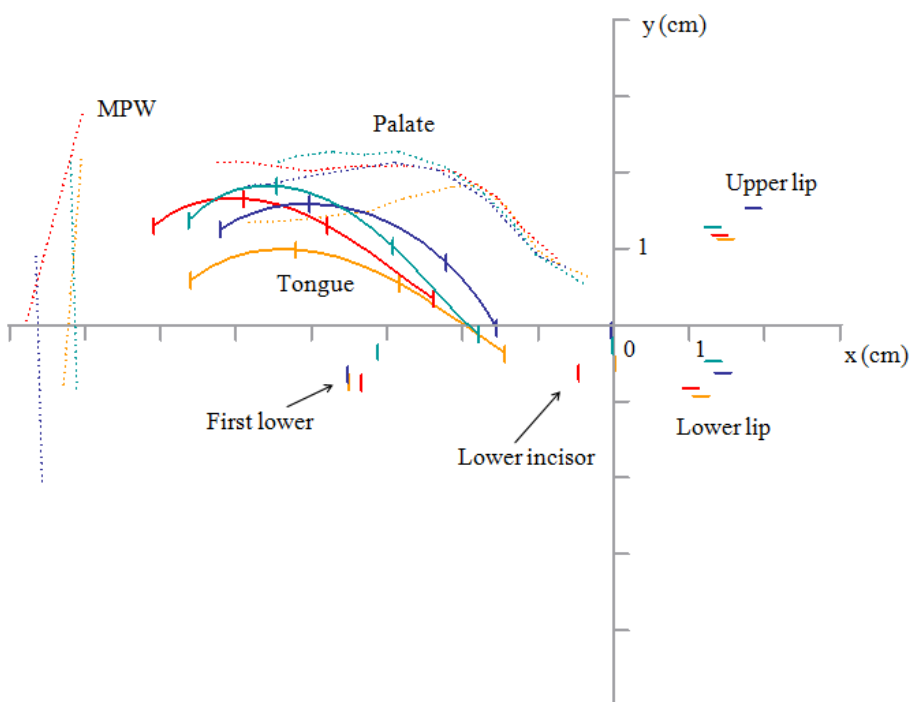 y (cm)
MPW
Palate
Upper lip
1
Tongue
0
1
x (cm)
First lower
Lower lip
Lower incisor